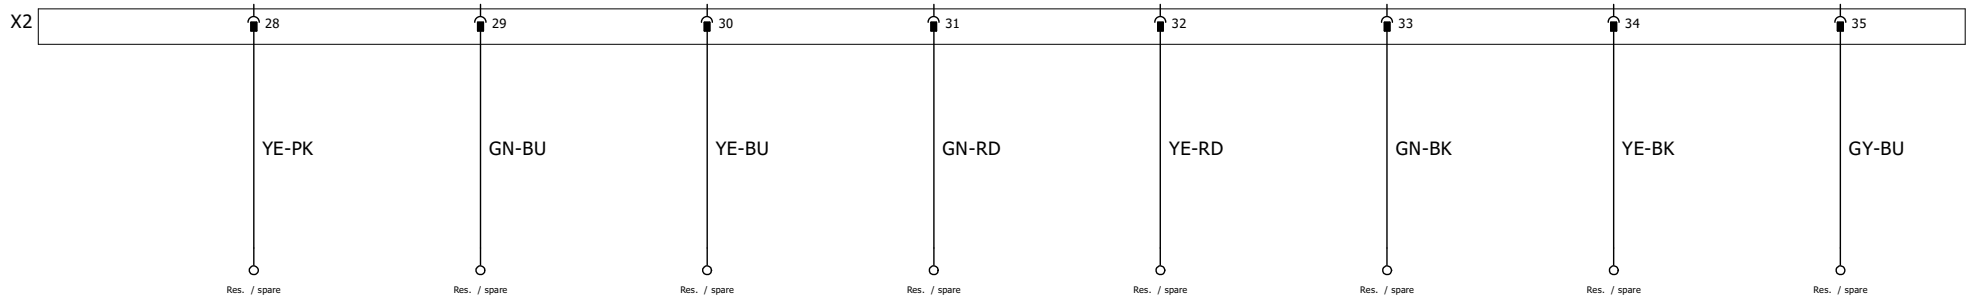 X2 28 29 30 31 32 33 34 35
YE-PK GN-BU YE-BU GN-RD YE-RD GN-BK YE-BK GY-BU
Res. / spare Res. / spare Res. / spare Res. / spare Res. / spare Res. / spare Res. / spare Res. / spare